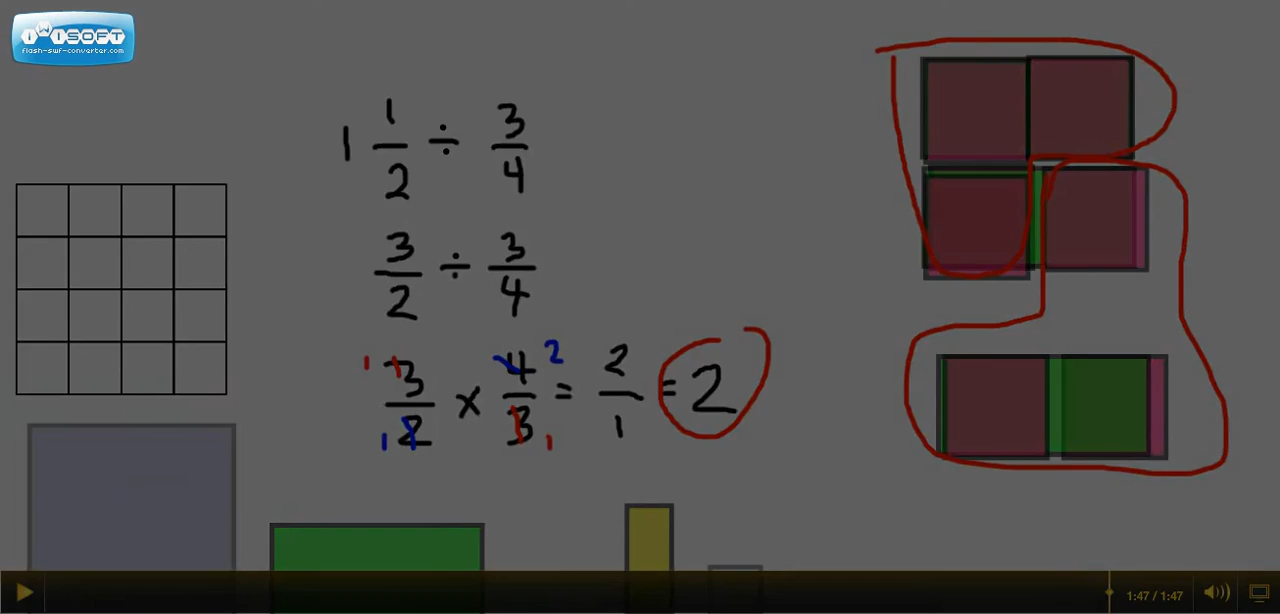 iWiSOFT
flash-swf-converter.com
1 1/2 ÷ 3/4
3/2 ÷ 3/4
1 3/2 1 × 4/3 2 1 = 2/1 = 2
1:47 / 1:47